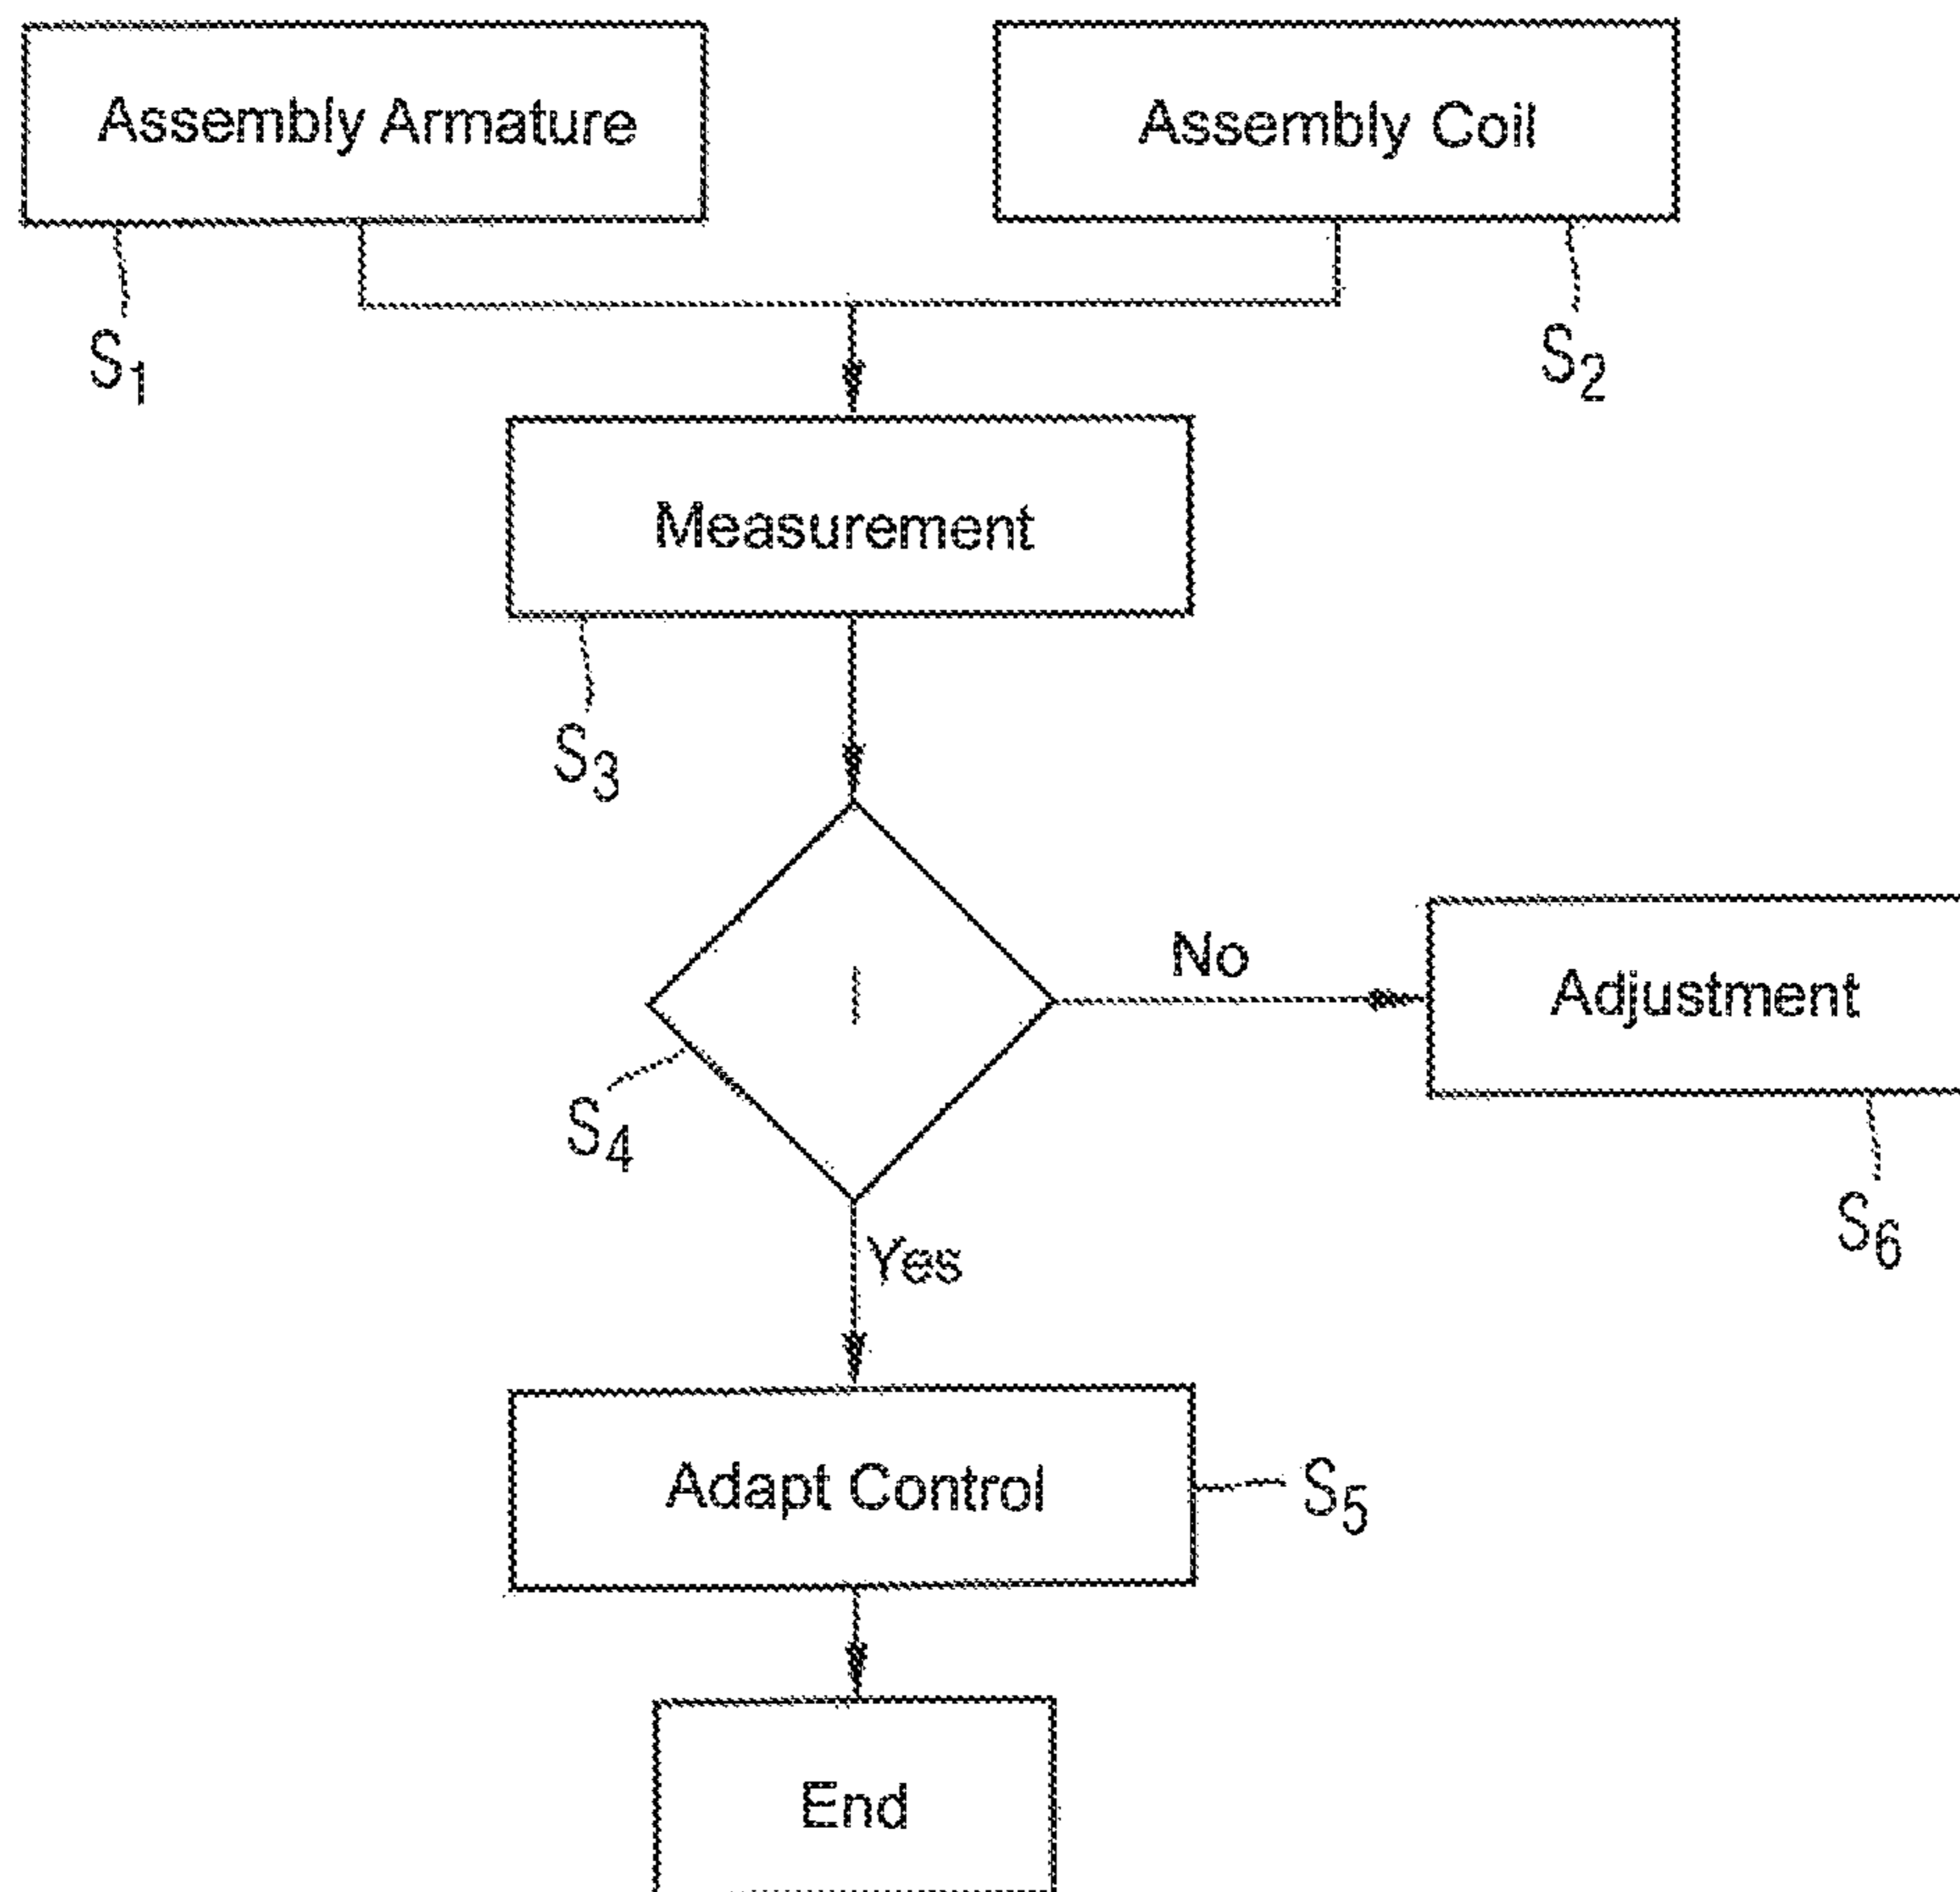 Assembly Armature
Assembly Coil
S1
S2
Measurement
S3
I
No
Adjustment
S4
S6
Yes
Adapt Control
S5
End